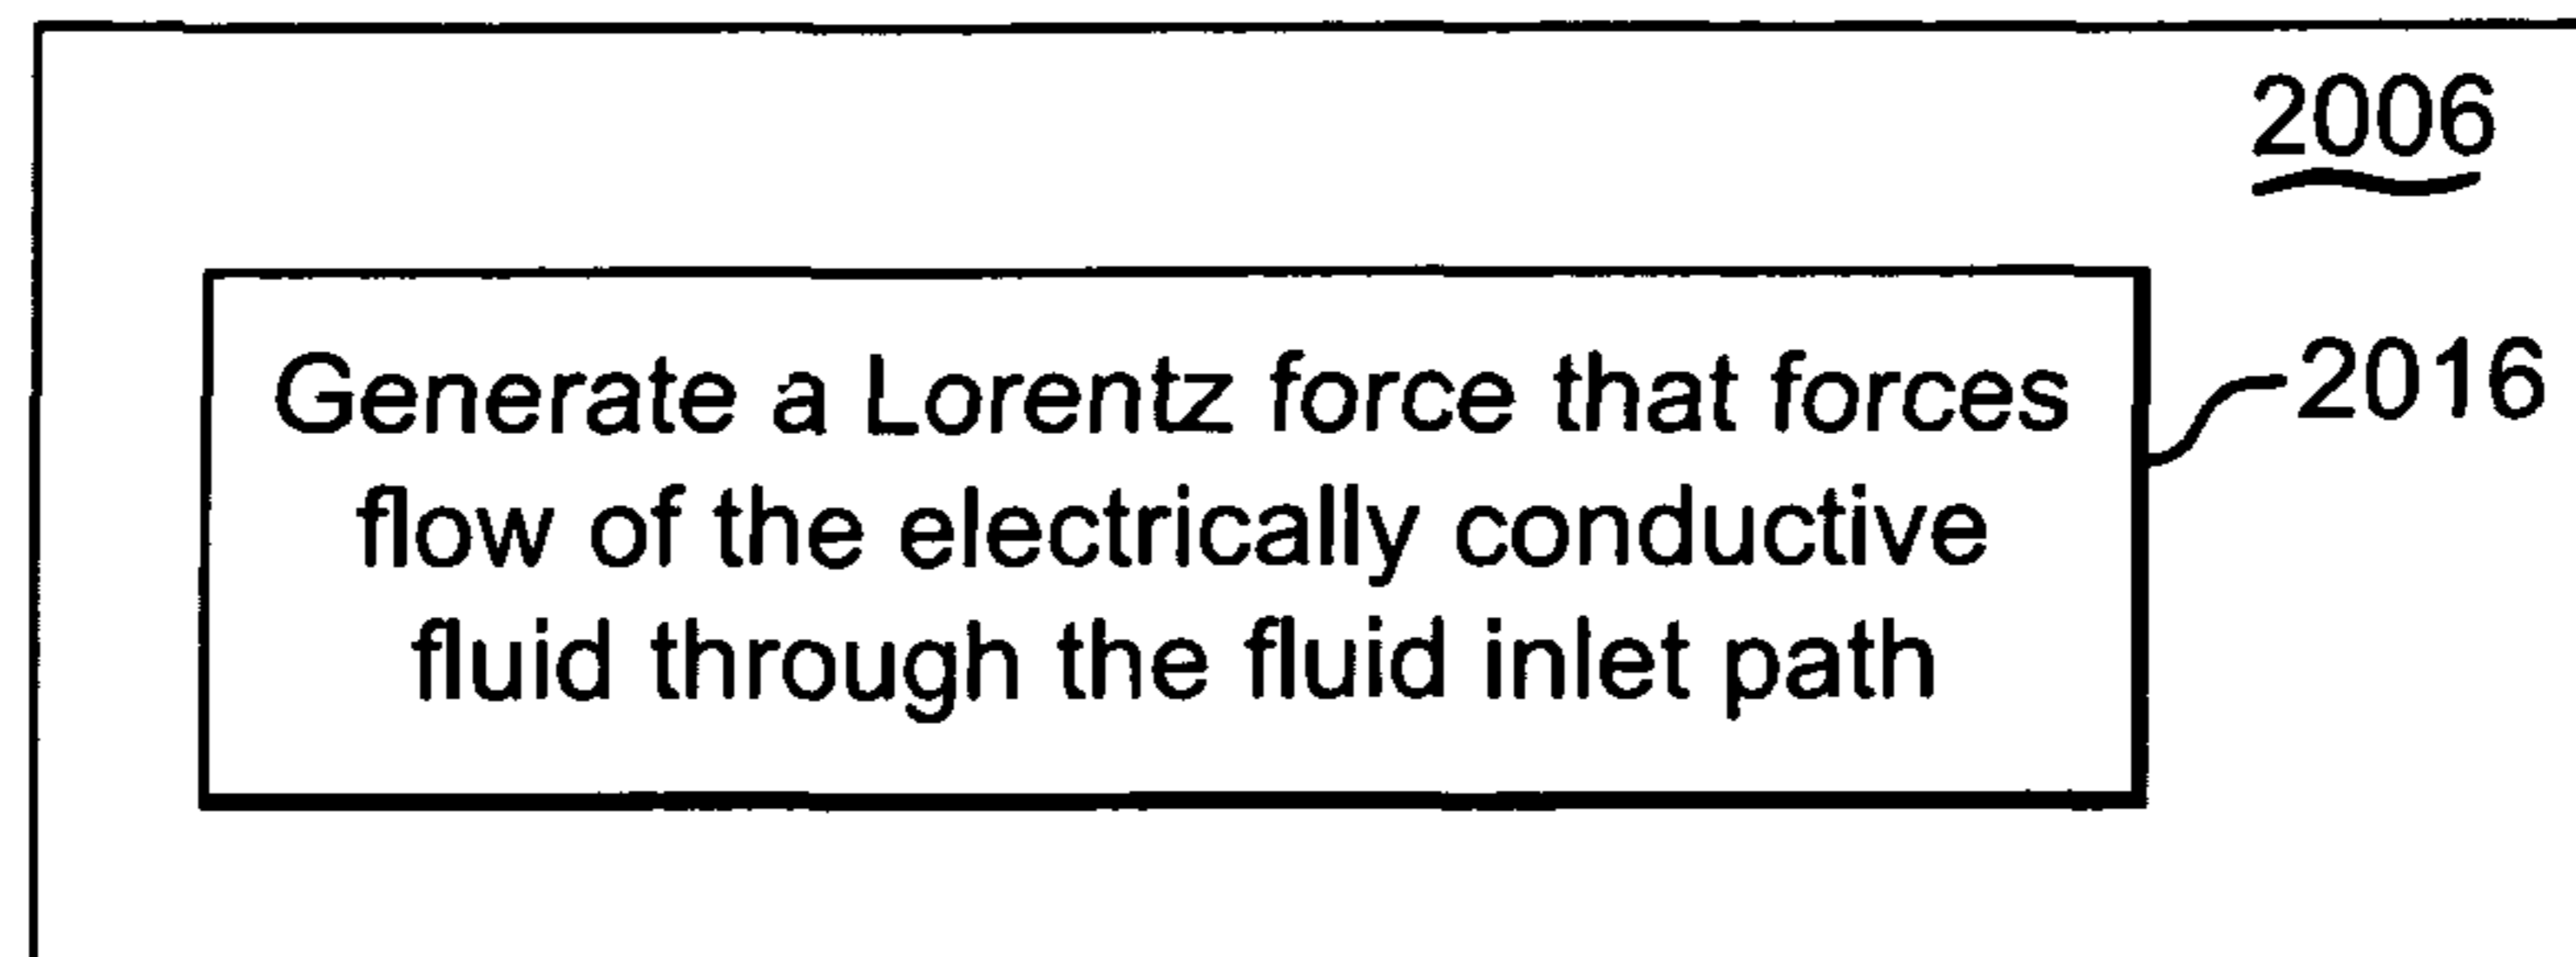 2006
Generate a Lorentz force that forces
flow of the electrically conductive
fluid through the fluid inlet path
2016